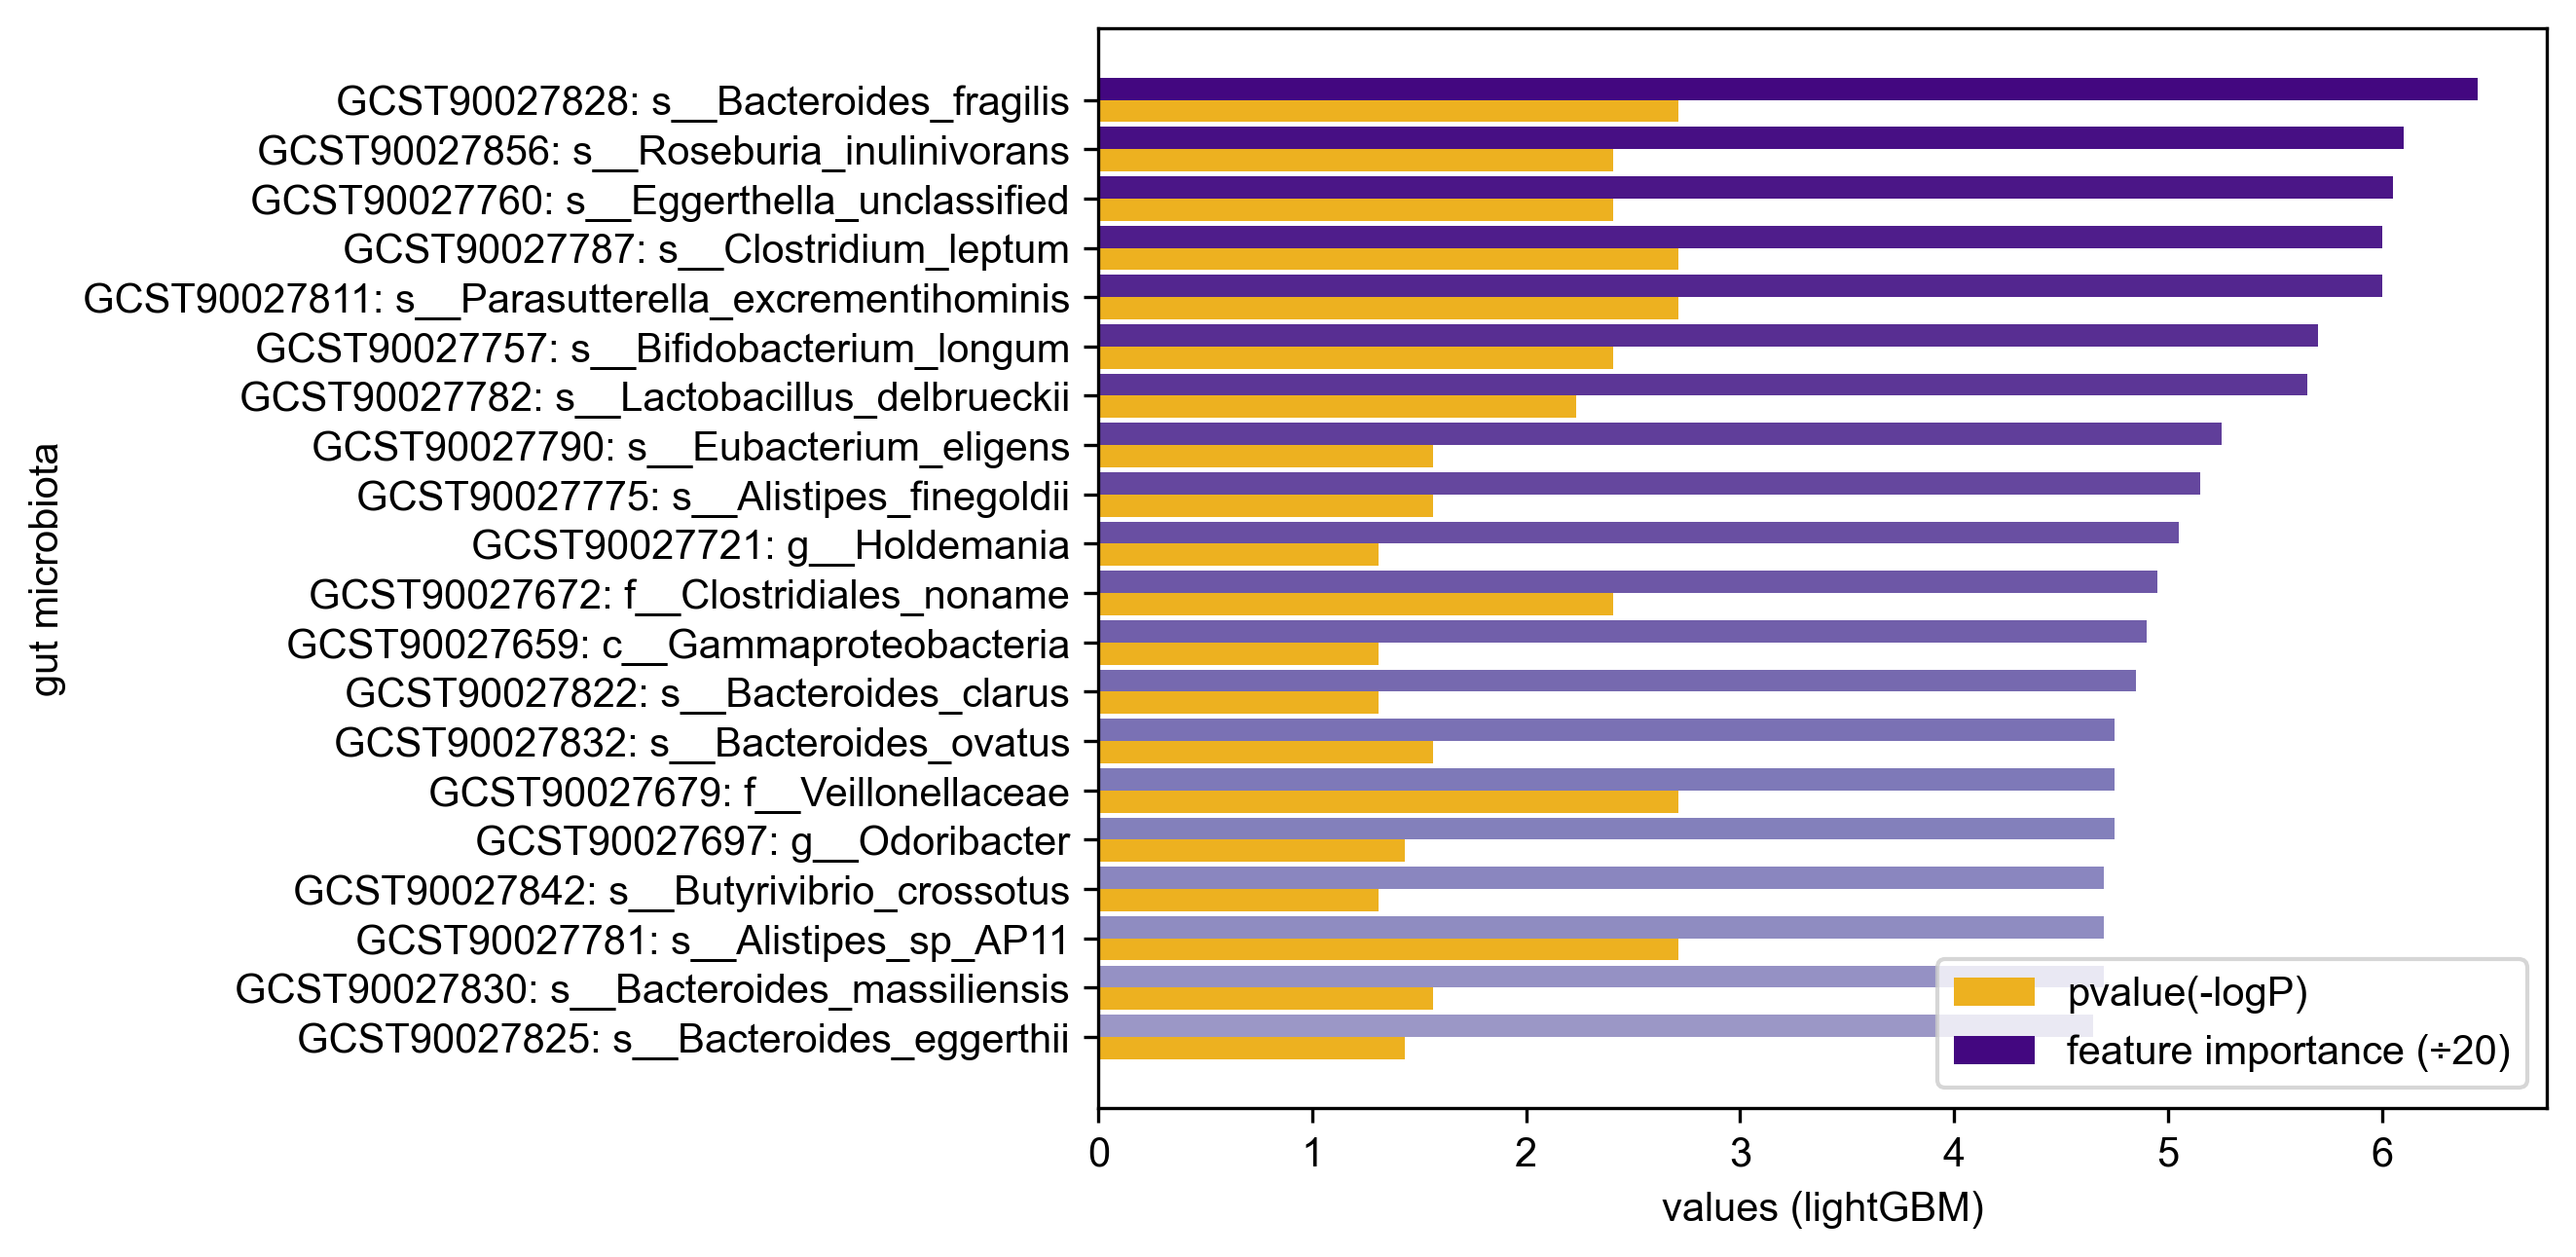 GCST90027828: s__Bacteroides_fragilis
GCST90027856: s__Roseburia_inulinivorans
GCST90027760: s__Eggerthella_unclassified
GCST90027787: s__Clostridium_leptum
GCST90027811: s__Parasutterella_excrementihominis
GCST90027757: s__Bifidobacterium_longum
GCST90027782: s__Lactobacillus_delbrueckii
GCST90027790: s__Eubacterium_eligens
GCST90027775: s__Alistipes_finegoldii
GCST90027721: g__Holdemania
GCST90027672: f__Clostridiales_noname
GCST90027659: c__Gammaproteobacteria
GCST90027822: s__Bacteroides_clarus
GCST90027832: s__Bacteroides_ovatus
GCST90027679: f__Veillonellaceae
GCST90027697: g__Odoribacter
GCST90027842: s__Butyrivibrio_crossotus
GCST90027781: s__Alistipes_sp_AP11
GCST90027830: s__Bacteroides_massiliensis
GCST90027825: s__Bacteroides_eggerthii
gut microbiota
pvalue(-logP)
feature importance (÷20)
0 1 2 3 4 5 6
values (lightGBM)